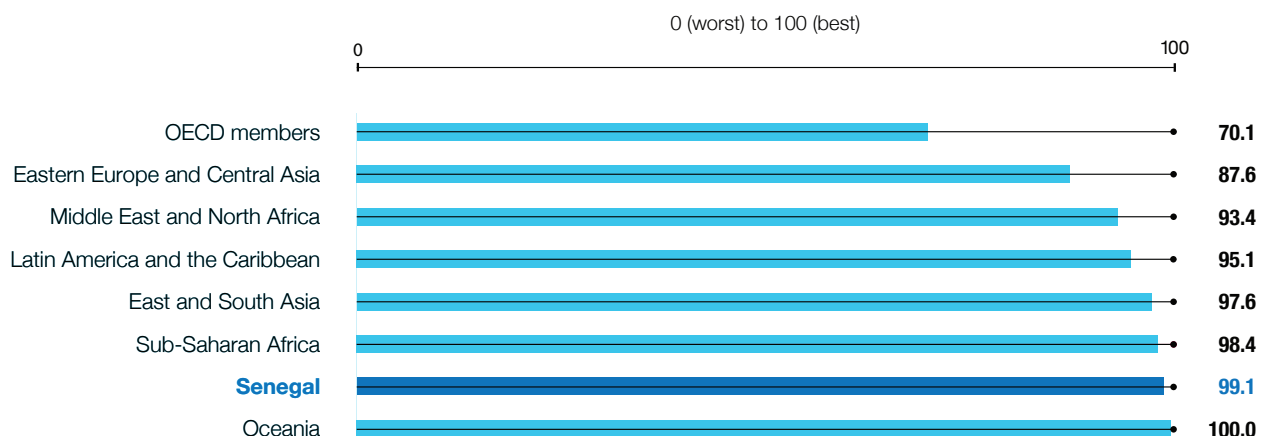 0 (worst) to 100 (best)
0 100
OECD members 70.1
Eastern Europe and Central Asia 87.6
Middle East and North Africa 93.4
Latin America and the Caribbean 95.1
East and South Asia 97.6
Sub-Saharan Africa 98.4
Senegal 99.1
Oceania 100.0